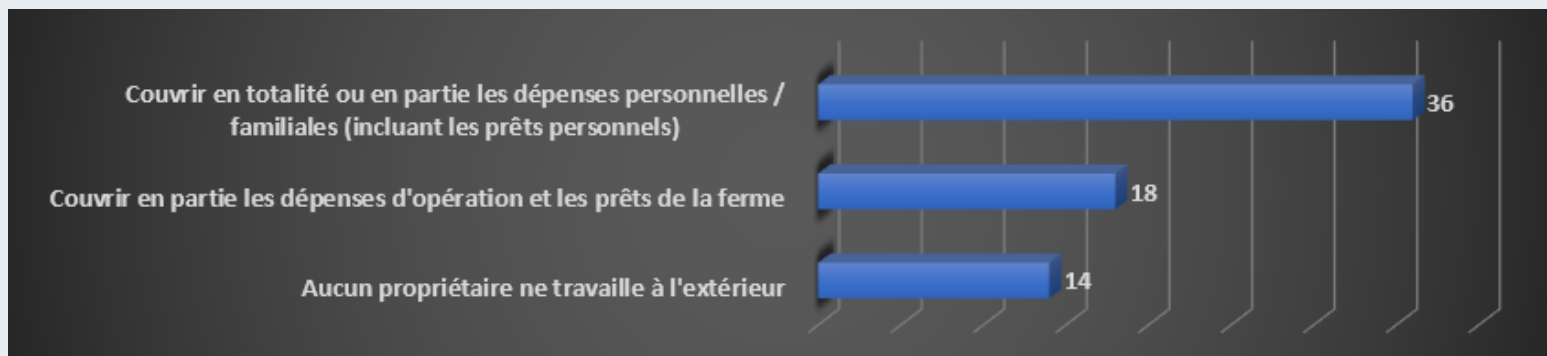 Couvrir en totalité ou en partie les dépenses personnelles /
familiales (incluant les prêts personnels)
36
Couvrir en partie les dépenses d'opération et les prêts de la ferme
18
Aucun propriétaire ne travaille à l'extérieur
14